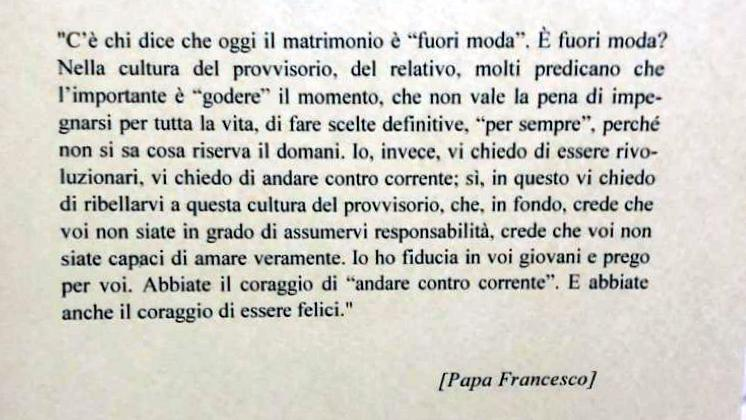 "C'è chi dice che oggi il matrimonio è “fuori moda”. È fuori moda?
Nella cultura del provvisorio, del relativo, molti predicano che
l'importante è “godere” il momento, che non vale la pena di impe-
gnarsi per tutta la vita, di fare scelte definitive, “per sempre”, perché
non si sa cosa riserva il domani. Io, invece, vi chiedo di essere rivo-
luzionari, vi chiedo di andare contro corrente; sì, in questo vi chiedo
di ribellarvi a questa cultura del provvisorio, che, in fondo, crede che
voi non siate in grado di assumervi responsabilità, crede che voi non
siate capaci di amare veramente. Io ho fiducia in voi giovani e prego
per voi. Abbiate il coraggio di “andare contro corrente”. E abbiate
anche il coraggio di essere felici."
[Papa Francesco]